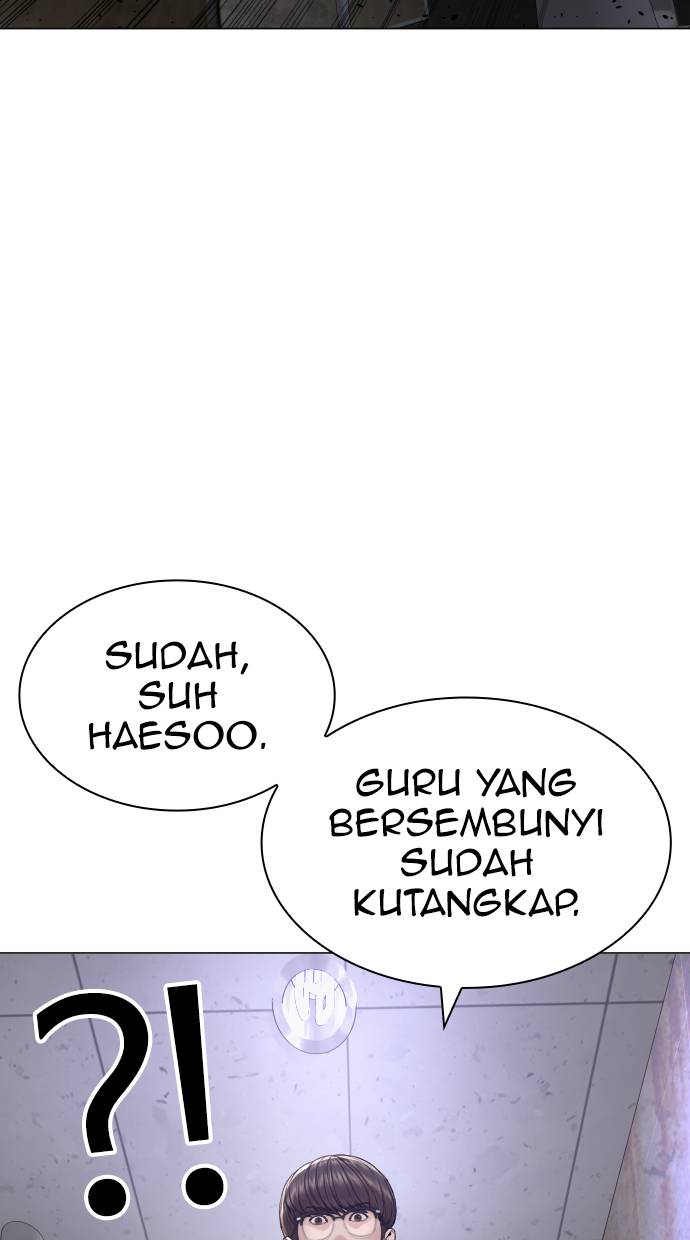 SUDAH,
SUH
HAESOO.
GURU YANG
BERSEMBUNYI
SUDAH
KUTANGKAP.
?!